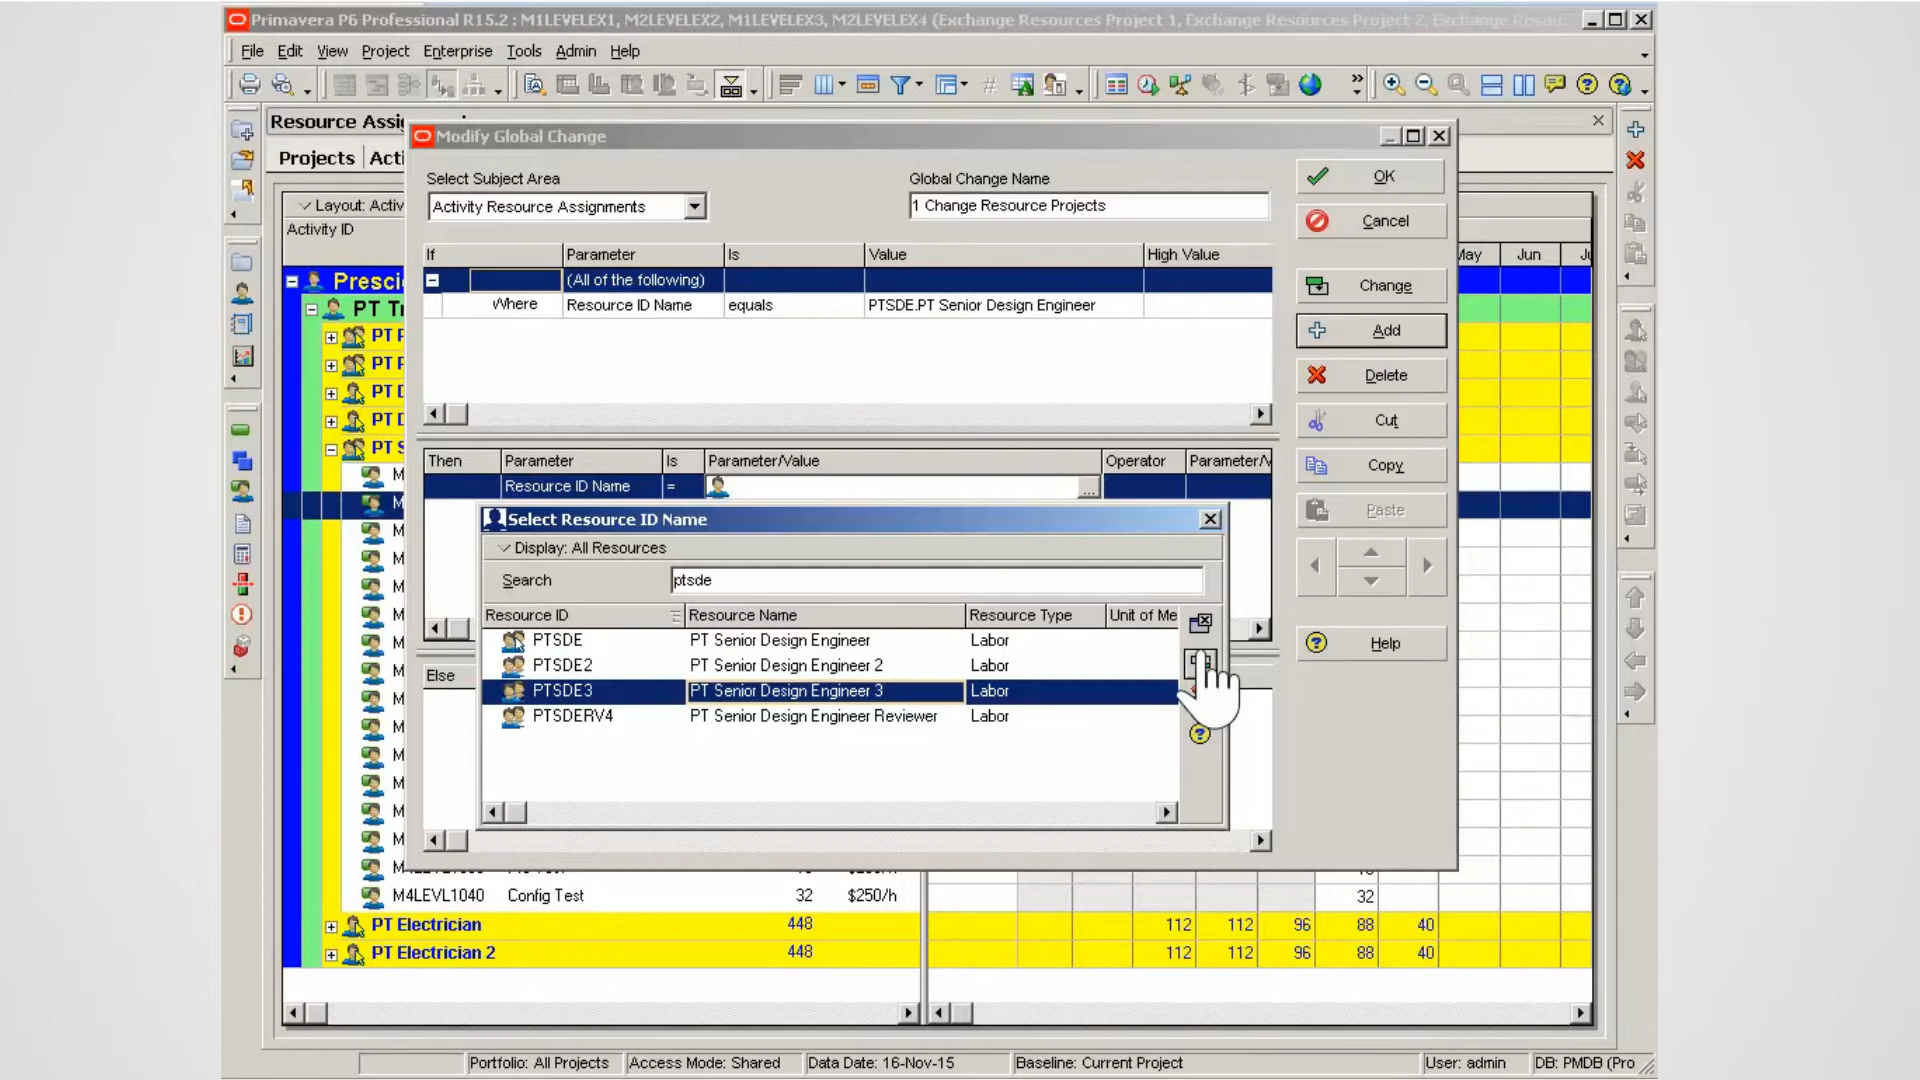 Primavera P6 Professional R15.2 : M1LEVELEX1, M2LEVELEX2, M1LEVELEX3, M2LEVELEX4 (Exchange Resources Project 1, Exchange Resources Project 2, Exchange Resou...
File Edit View Project Enterprise Tools Admin Help
Resource Assi
Projects Acti
Layout: Activ
Activity ID
Modify Global Change
Select Subject Area
Global Change Name
Activity Resource Assignments
1 Change Resource Projects
OK
Cancel
Change
Add
Delete
Cut
Copy
Paste
Help
If Parameter Is Value High Value
(All of the following)
Where Resource ID Name equals PTSDE.PT Senior Design Engineer
Then Parameter Is Parameter/Value Operator Parameter/V
Resource ID Name = ...
Else
Select Resource ID Name
Display: All Resources
Search ptsde
Resource ID Resource Name Resource Type Unit of Me
PTSDE PT Senior Design Engineer Labor
PTSDE2 PT Senior Design Engineer 2 Labor
PTSDE3 PT Senior Design Engineer 3 Labor
PTSDERV4 PT Senior Design Engineer Reviewer Labor
May Jun
Presci
PT Tr
PT F
PT F
PT D
PT D
PT S
M
M
M
M
M
M
M
M
M
M
M
M
M
M
M4LEVL1040 Config Test 32 $250/h 32
PT Electrician 448 112 112 96 88 40
PT Electrician 2 448 112 112 96 88 40
Portfolio: All Projects Access Mode: Shared Data Date: 16-Nov-15 Baseline: Current Project User: admin DB: PMDB (Pro